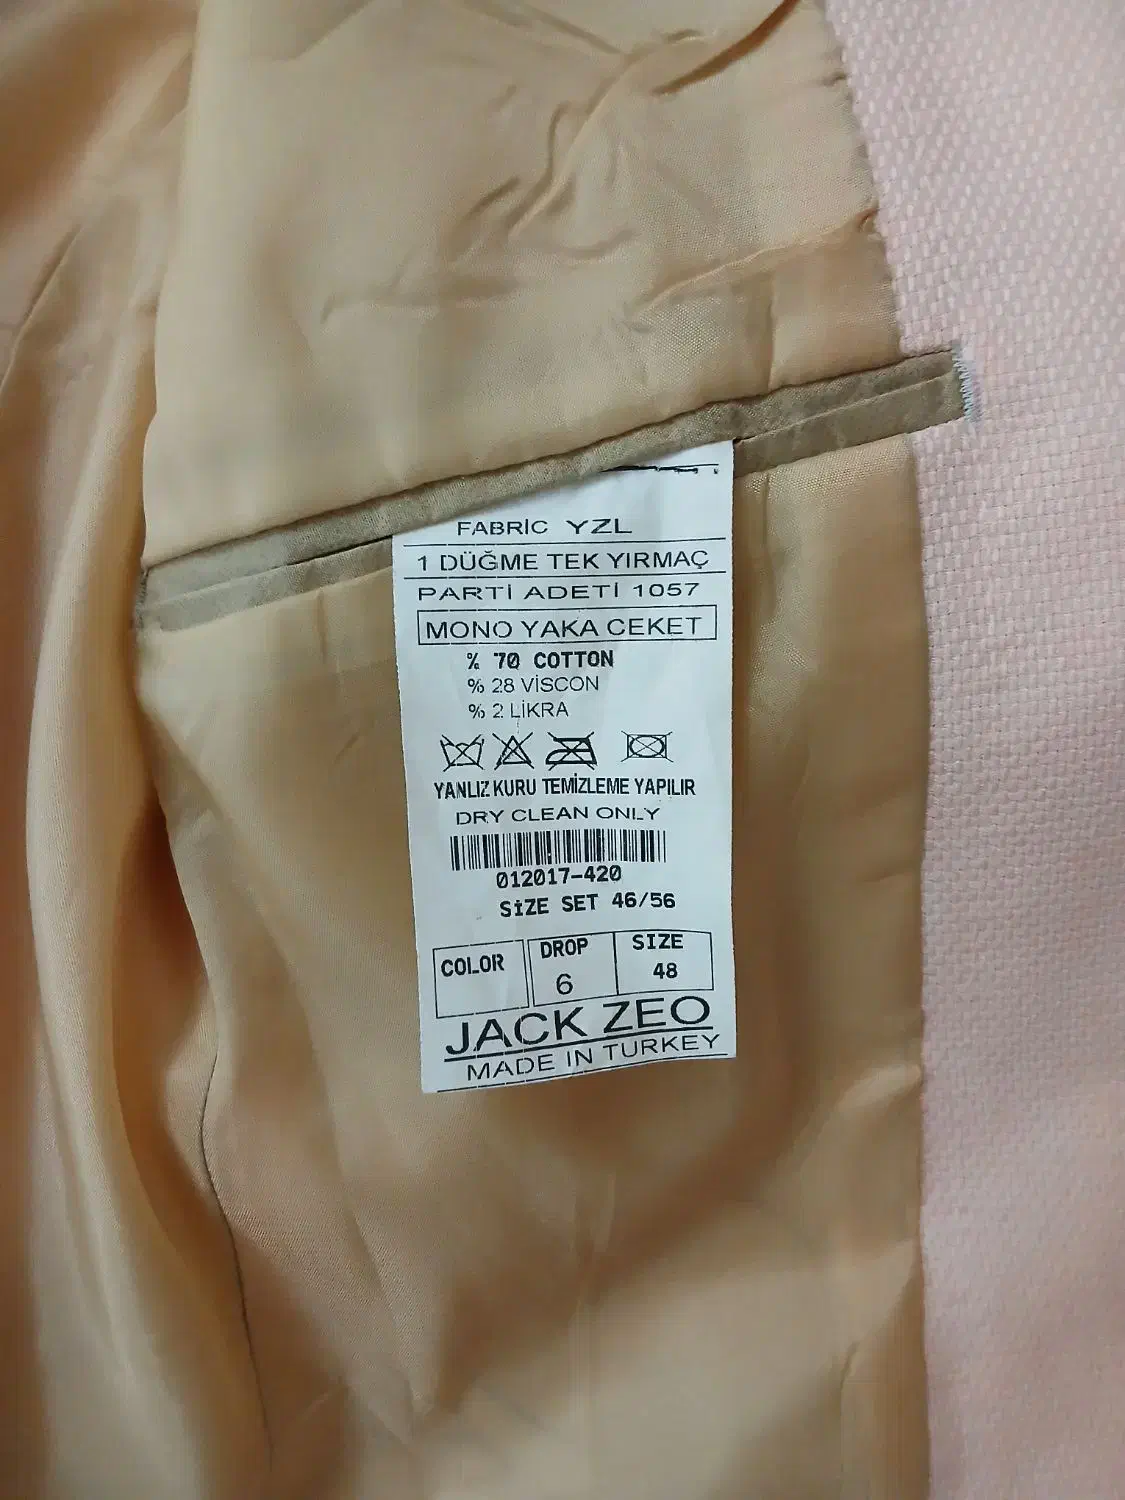 FABRİC YZL
1 DÜĞME TEK YIRMAÇ
PARTİ ADETİ 1057
MONO YAKA CEKET
% 70 COTTON
% 28 VİSCON
% 2 LİKRA
YANLIZ KURU TEMİZLEME YAPILIR
DRY CLEAN ONLY
012017-420
SİZE SET 46/56
COLOR DROP SIZE
6 48
JACK ZEO
MADE IN TURKEY